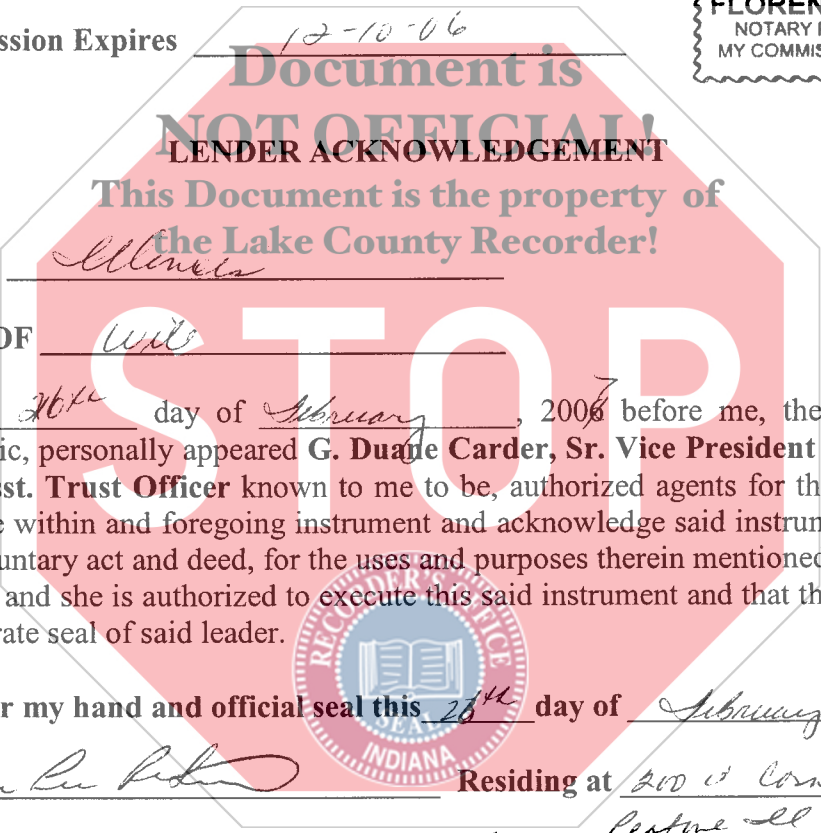 ssion Expires 12-10-06
FLOREN
NOTARY
MY COMMIS
Document is
NOT OFFICIAL!
LENDER ACKNOWLEDGEMENT
This Document is the property of
the Lake County Recorder!
Illinois
OF Will
STOP
day of February, 2007 before me, the
ic, personally appeared G. Duane Carder, Sr. Vice President
sst. Trust Officer known to me to be, authorized agents for th
e within and foregoing instrument and acknowledge said instrun
untary act and deed, for the uses and purposes therein mentioned
and she is authorized to execute this said instrument and that th
rate seal of said leader.
RECORDER'S OFFICE
SEAL
INDIANA
r my hand and official seal this 26th day of February
Residing at 200 W Corn